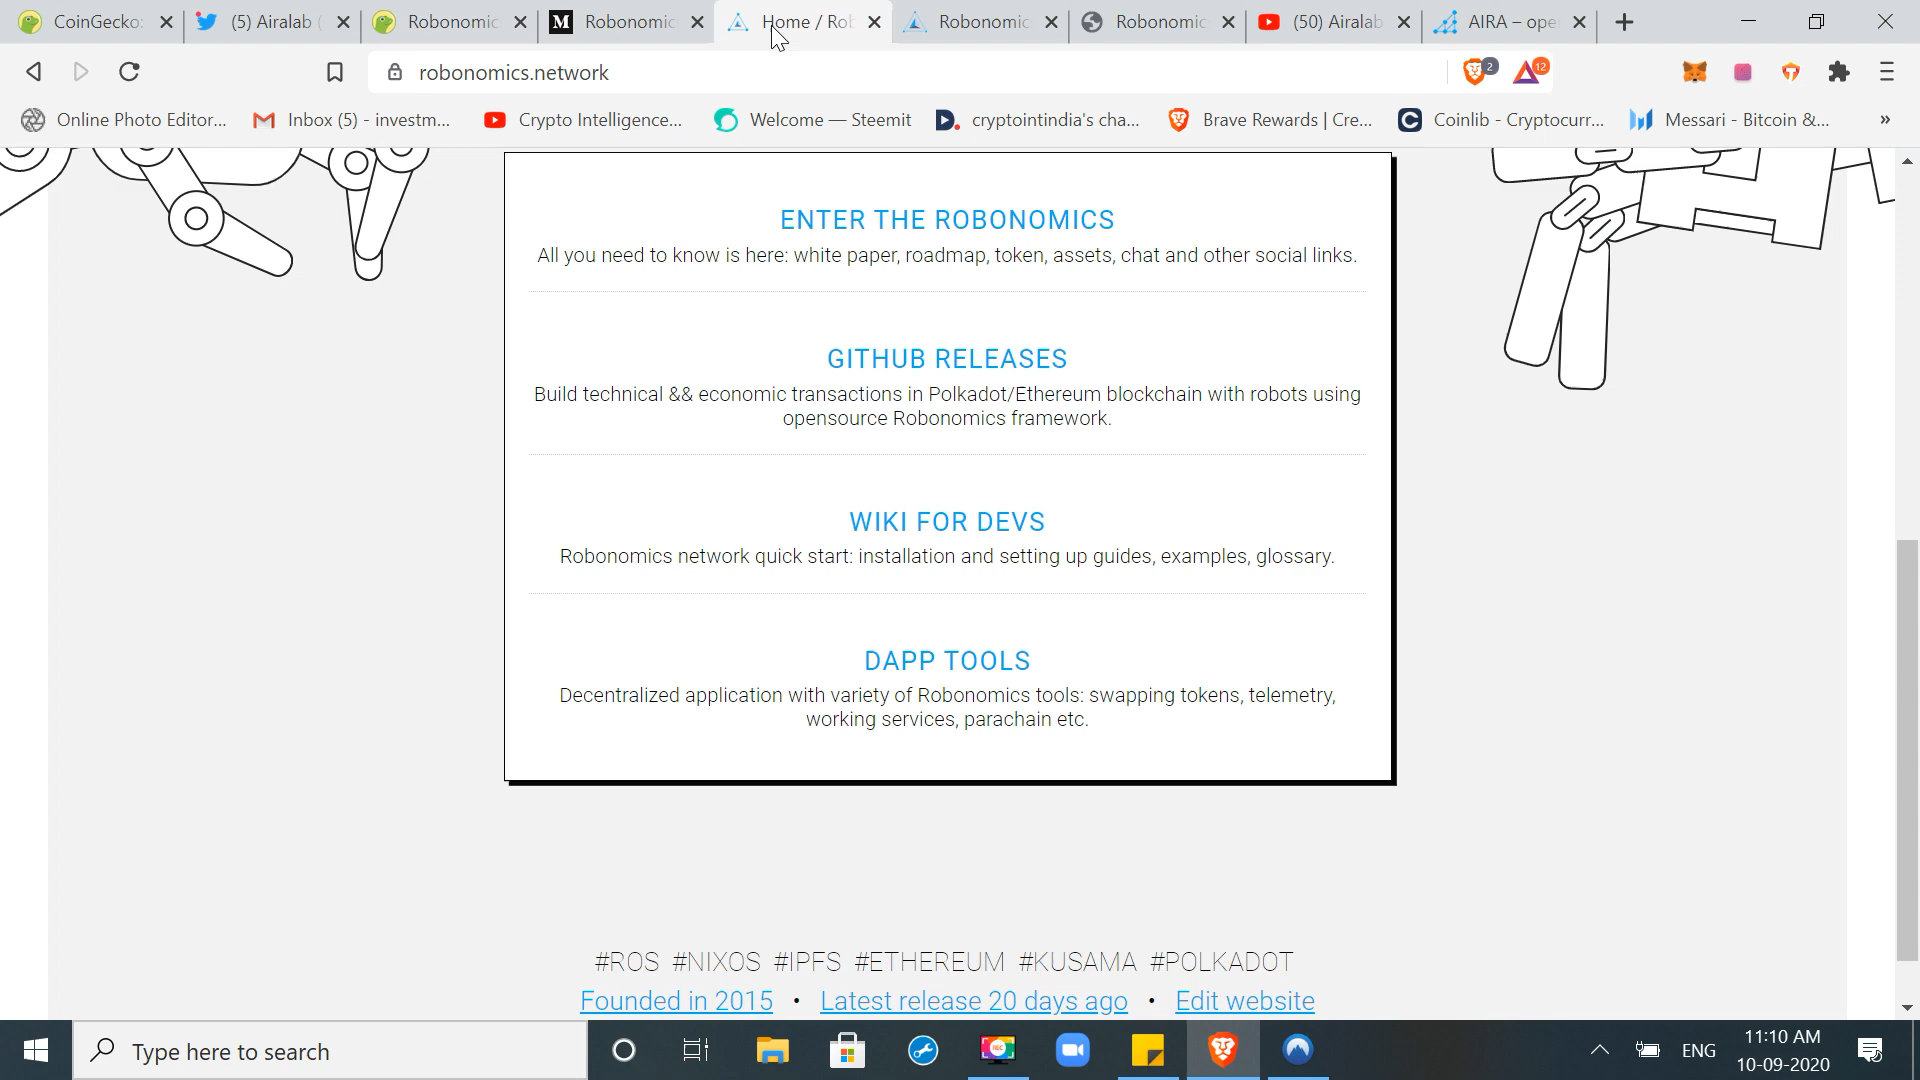 CoinGecko:
(5) Airalab (
Robonomic
M Robonomic
Home / Rob
Robonomic
Robonomic
(50) Airalab
AIRA – ope
robonomics.network
2
12
Online Photo Editor...
Inbox (5) - investm...
Crypto Intelligence...
Welcome — Steemit
cryptointindia's cha...
Brave Rewards | Cre...
Coinlib - Cryptocurr...
Messari - Bitcoin &...
»
ENTER THE ROBONOMICS
All you need to know is here: white paper, roadmap, token, assets, chat and other social links.
GITHUB RELEASES
Build technical && economic transactions in Polkadot/Ethereum blockchain with robots using
opensource Robonomics framework.
WIKI FOR DEVS
Robonomics network quick start: installation and setting up guides, examples, glossary.
DAPP TOOLS
Decentralized application with variety of Robonomics tools: swapping tokens, telemetry,
working services, parachain etc.
#ROS #NIXOS #IPFS #ETHEREUM #KUSAMA #POLKADOT
Founded in 2015 • Latest release 20 days ago • Edit website
Type here to search
REC
ENG
11:10 AM
10-09-2020